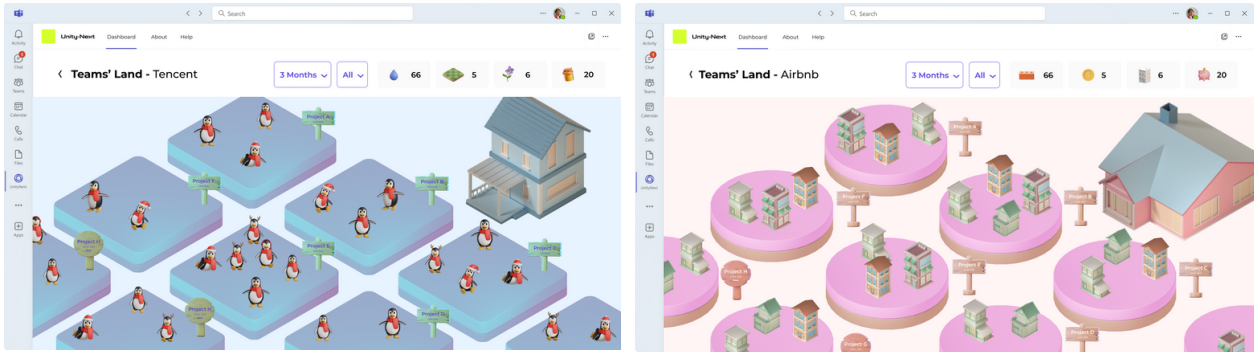 Search
Unity-Next
Dashboard
About
Help
Activity
Chat
Teams
Calendar
Calls
Files
UnityNext
Apps
Teams' Land - Tencent
3 Months
All
66
5
6
20
Project A
Project F
Project B
Project H
Project E
Project C
Project H
Project D
Search
Unity-Next
Dashboard
About
Help
Activity
Chat
Teams
Calendar
Calls
Files
UnityNext
Apps
Teams' Land - Airbnb
3 Months
All
66
5
6
20
Project A
Project F
Project B
Project H
Project E
Project C
Project G
Project D